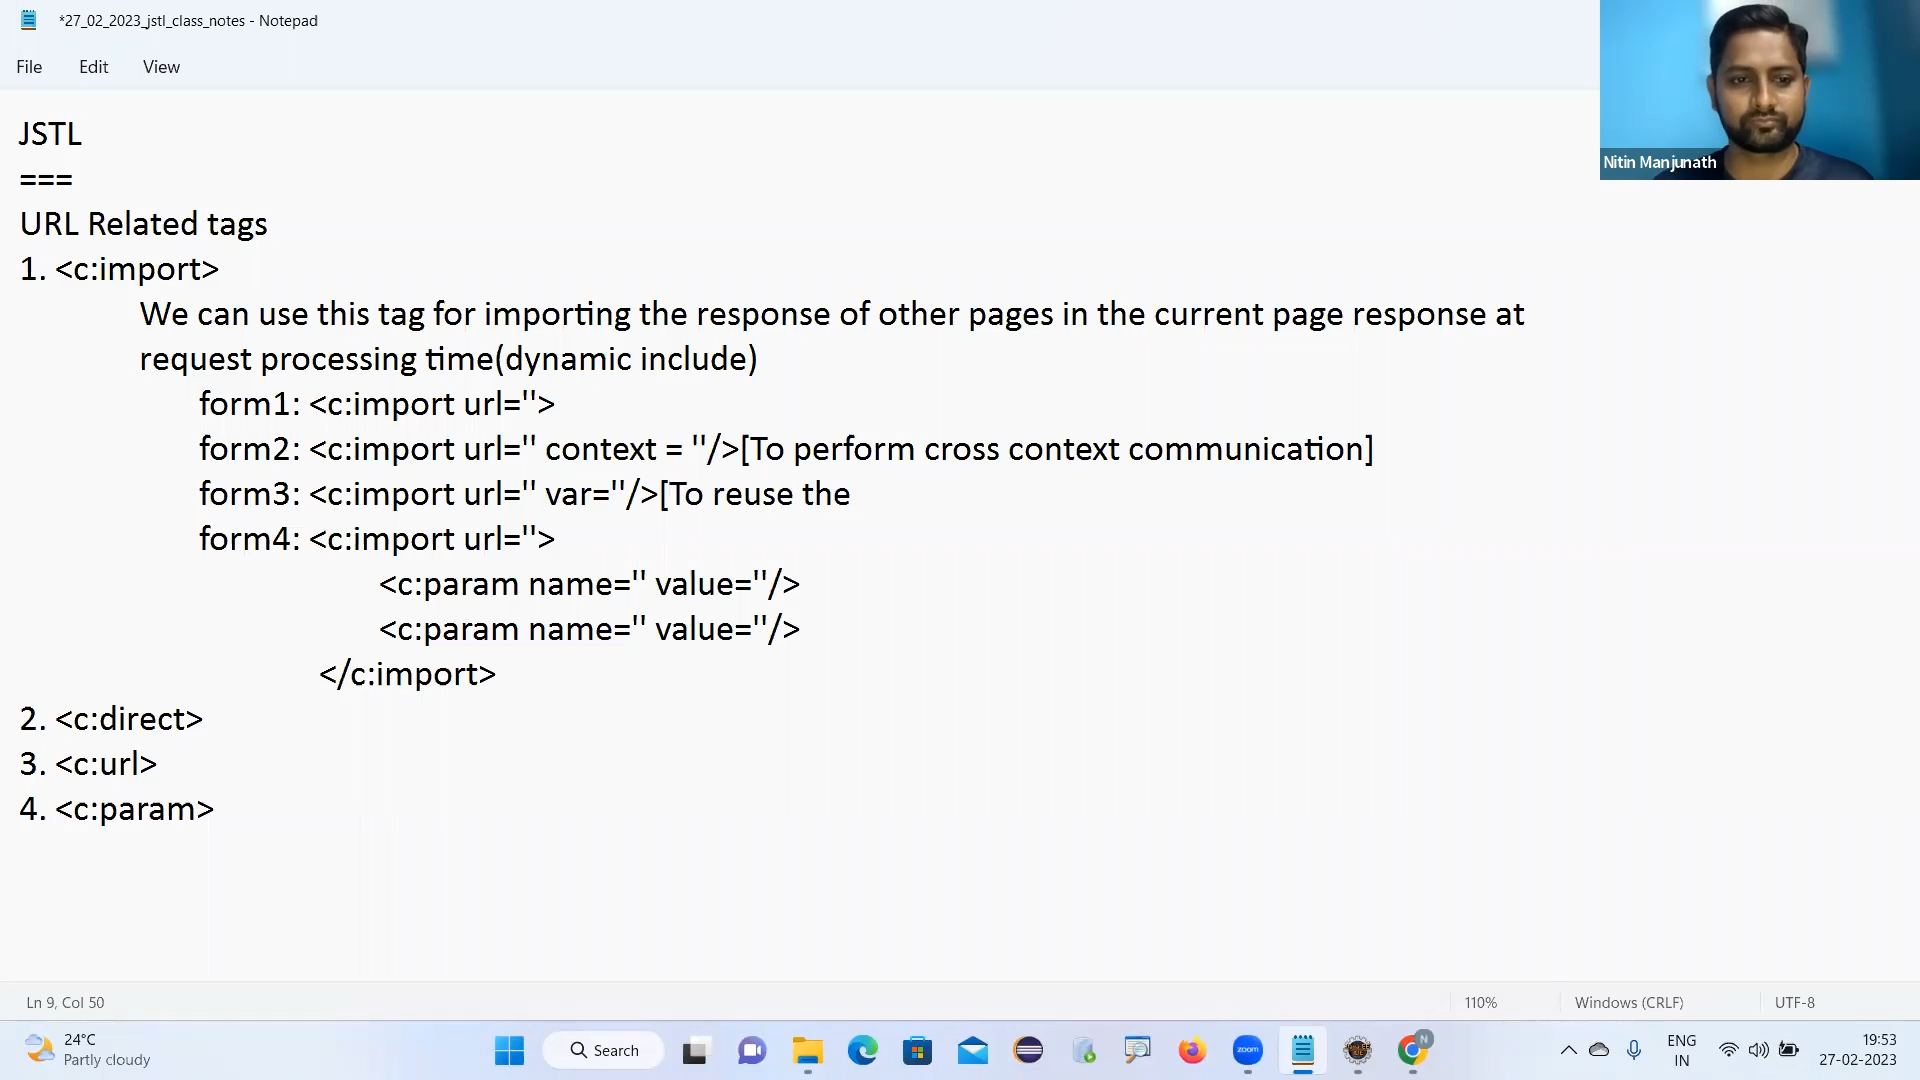 *27_02_2023_jstl_class_notes - Notepad
File Edit View
Nitin Manjunath
JSTL
===
URL Related tags
1. <c:import>
We can use this tag for importing the response of other pages in the current page response at
request processing time(dynamic include)
form1: <c:import url=''>
form2: <c:import url='' context = ''/>[To perform cross context communication]
form3: <c:import url='' var=''/>[To reuse the
form4: <c:import url=''>
<c:param name='' value=''/>
<c:param name='' value=''/>
</c:import>
2. <c:direct>
3. <c:url>
4. <c:param>
Ln 9, Col 50 110% Windows (CRLF) UTF-8
24°C
Partly cloudy
Search
zoom
N
ENG
IN
19:53
27-02-2023